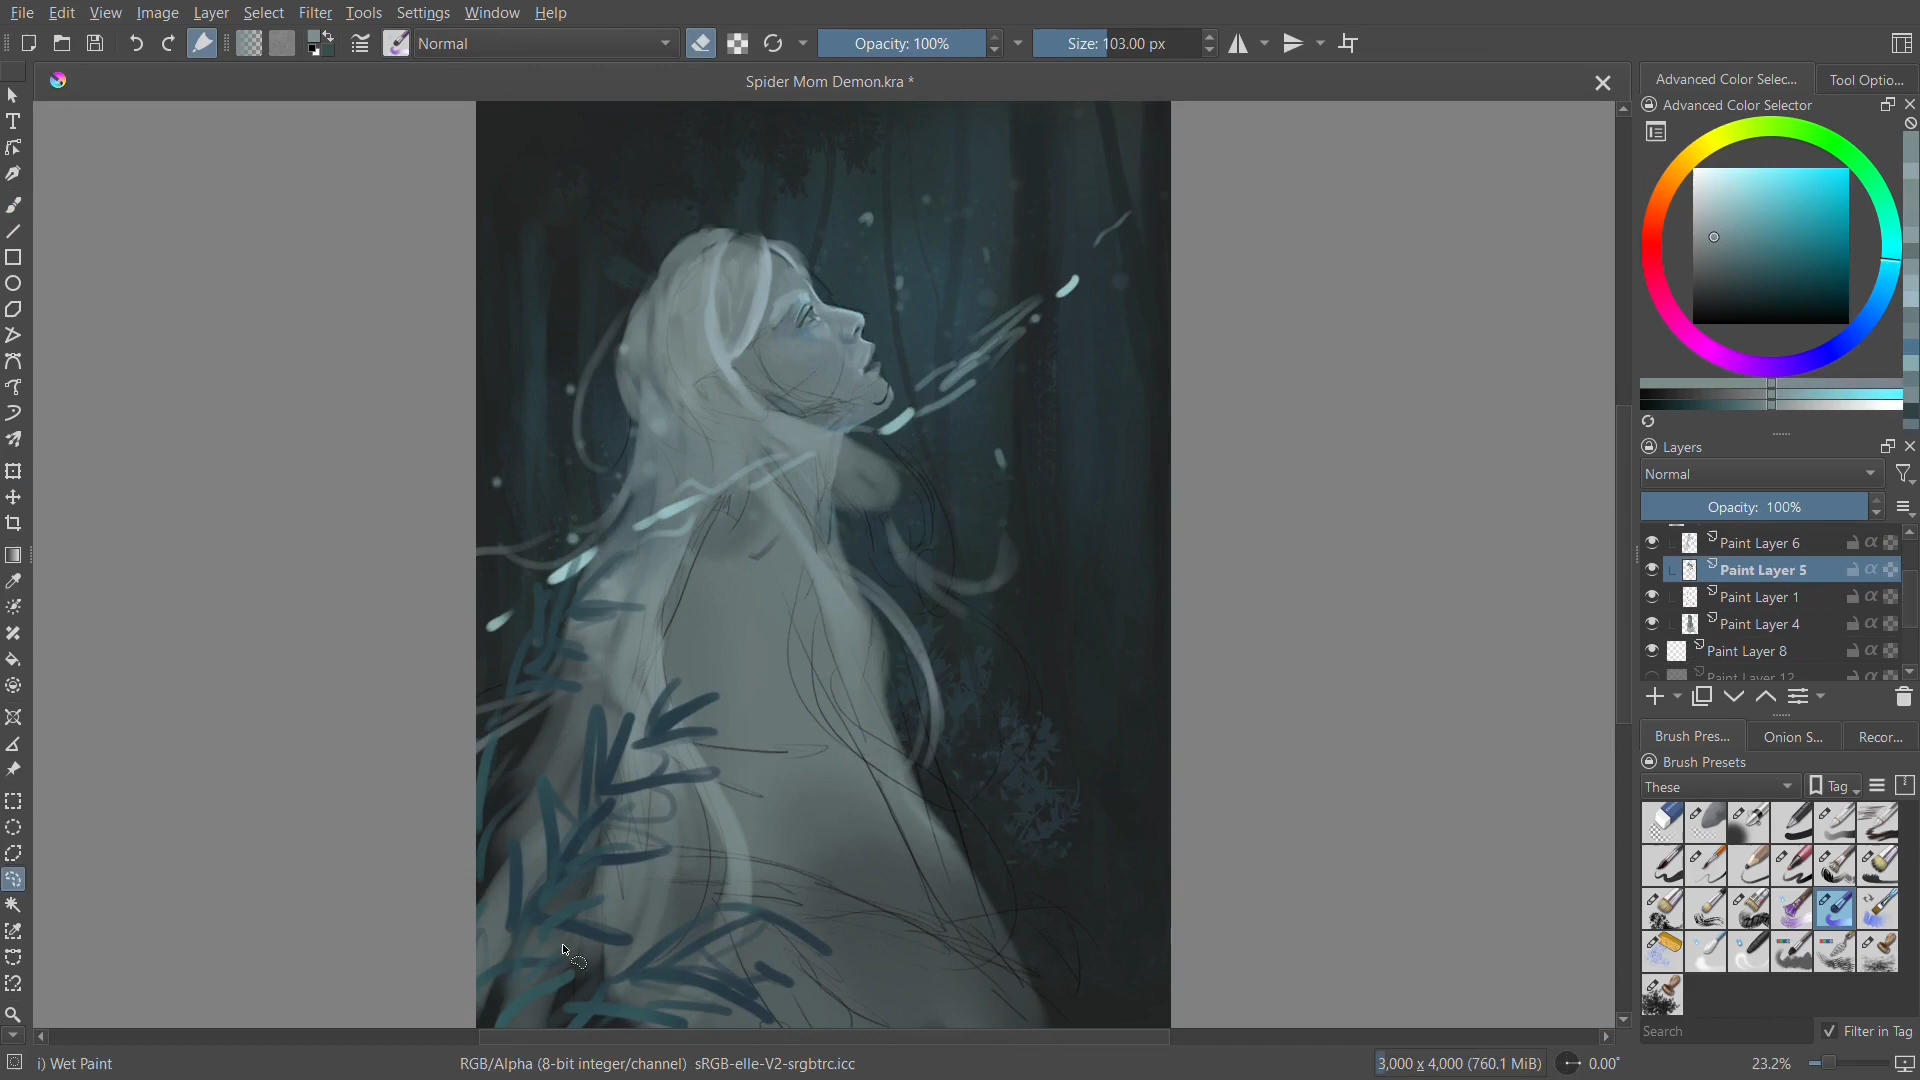 File Edit View Image Layer Select Filter Tools Settings Window Help
Normal Opacity: 100% Size: 103.00 px
Spider Mom Demon.kra *
Advanced Color Selec... Tool Optio...
Advanced Color Selector
Layers
Normal
Opacity: 100%
Paint Layer 6
Paint Layer 5
Paint Layer 1
Paint Layer 4
Paint Layer 8
Paint Layer 12
Brush Pres... Onion S... Recor...
Brush Presets
These Tag
Search Filter in Tag
i) Wet Paint RGB/Alpha (8-bit integer/channel) sRGB-elle-V2-srgbtrc.icc 3,000 x 4,000 (760.1 MiB) 0.00° 23.2%